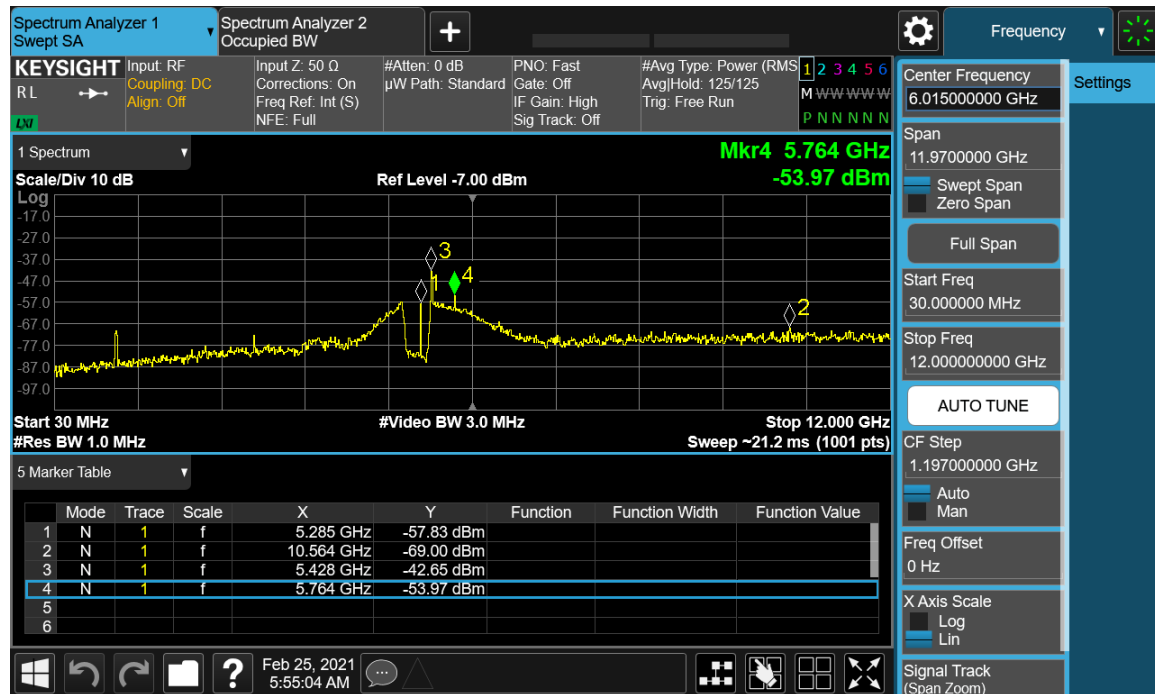 Spectrum Analyzer 1
Swept SA
Spectrum Analyzer 2
Occupied BW
+
Frequency
KEYSIGHT
R L
LXI
Input: RF
Coupling: DC
Align: Off
Input Z: 50 Ω
Corrections: On
Freq Ref: Int (S)
NFE: Full
#Atten: 0 dB
µW Path: Standard
PNO: Fast
Gate: Off
IF Gain: High
Sig Track: Off
#Avg Type: Power (RMS
Avg|Hold: 125/125
Trig: Free Run
1 2 3 4 5 6
M W W W W W
P N N N N N
1 Spectrum
Mkr4 5.764 GHz
Scale/Div 10 dB
Ref Level -7.00 dBm
-53.97 dBm
Log
-17.0
-27.0
-37.0
-47.0
-57.0
-67.0
-77.0
-87.0
-97.0
3
1
4
2
Start 30 MHz
#Video BW 3.0 MHz
Stop 12.000 GHz
#Res BW 1.0 MHz
Sweep ~21.2 ms (1001 pts)
5 Marker Table
Mode Trace Scale X Y Function Function Width Function Value
1 N 1 f 5.285 GHz -57.83 dBm
2 N 1 f 10.564 GHz -69.00 dBm
3 N 1 f 5.428 GHz -42.65 dBm
4 N 1 f 5.764 GHz -53.97 dBm
5
6
?
Feb 25, 2021
5:55:04 AM
Center Frequency
6.015000000 GHz
Span
11.9700000 GHz
Swept Span
Zero Span
Full Span
Start Freq
30.000000 MHz
Stop Freq
12.000000000 GHz
AUTO TUNE
CF Step
1.197000000 GHz
Auto
Man
Freq Offset
0 Hz
X Axis Scale
Log
Lin
Signal Track
(Span Zoom)
Settings